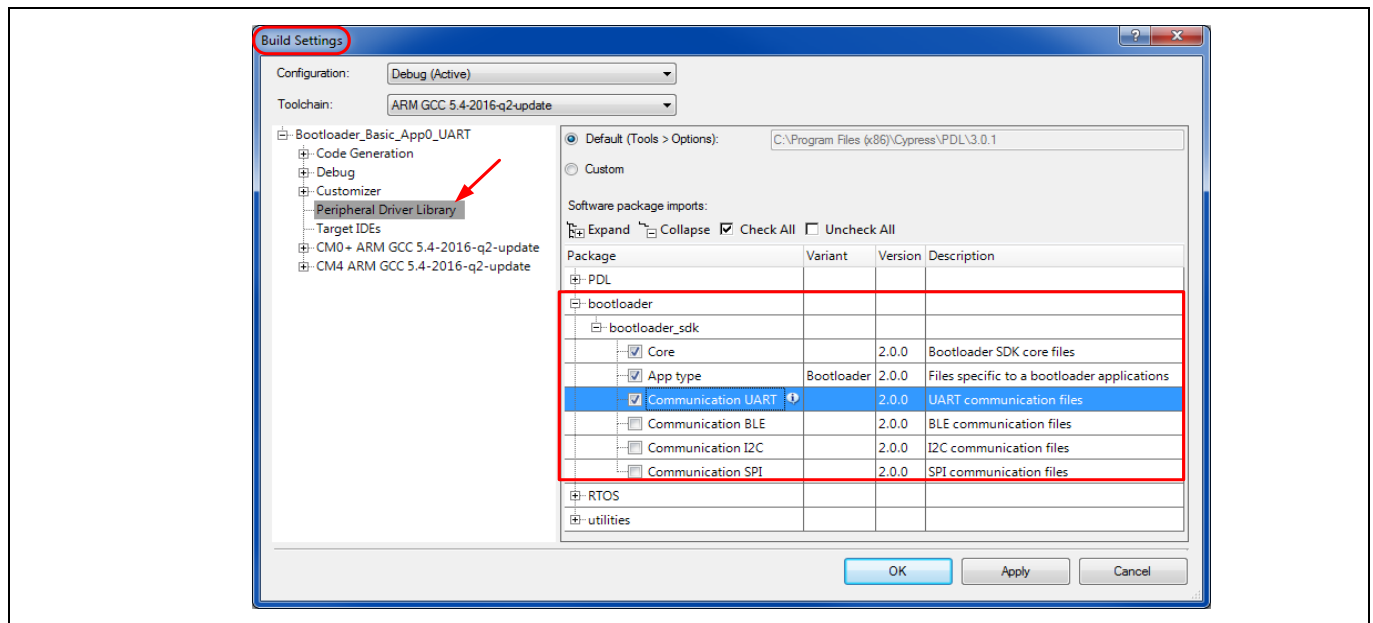 Build Settings
?
X
Configuration: Debug (Active)
Toolchain: ARM GCC 5.4-2016-q2-update
Bootloader_Basic_App0_UART
Code Generation
Debug
Customizer
Peripheral Driver Library
Target IDEs
CM0+ ARM GCC 5.4-2016-q2-update
CM4 ARM GCC 5.4-2016-q2-update
Default (Tools > Options): C:\Program Files (x86)\Cypress\PDL\3.0.1
Custom
Software package imports:
Expand Collapse Check All Uncheck All
Package Variant Version Description
PDL
bootloader
bootloader_sdk
Core 2.0.0 Bootloader SDK core files
App type Bootloader 2.0.0 Files specific to a bootloader applications
Communication UART 2.0.0 UART communication files
Communication BLE 2.0.0 BLE communication files
Communication I2C 2.0.0 I2C communication files
Communication SPI 2.0.0 SPI communication files
RTOS
utilities
OK Apply Cancel